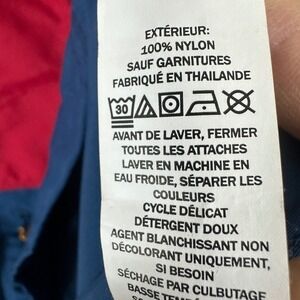 EXTÉRIEUR:
100% NYLON
SAUF GARNITURES
FABRIQUÉ EN THAILANDE
30
AVANT DE LAVER, FERMER
TOUTES LES ATTACHES
LAVER EN MACHINE EN
EAU FROIDE, SÉPARER LES
COULEURS
CYCLE DÉLICAT
DÉTERGENT DOUX
AGENT BLANCHISSANT NON
DÉCOLORANT UNIQUEMENT,
SI BESOIN
SÉCHAGE PAR CULBUTAGE
BASSE